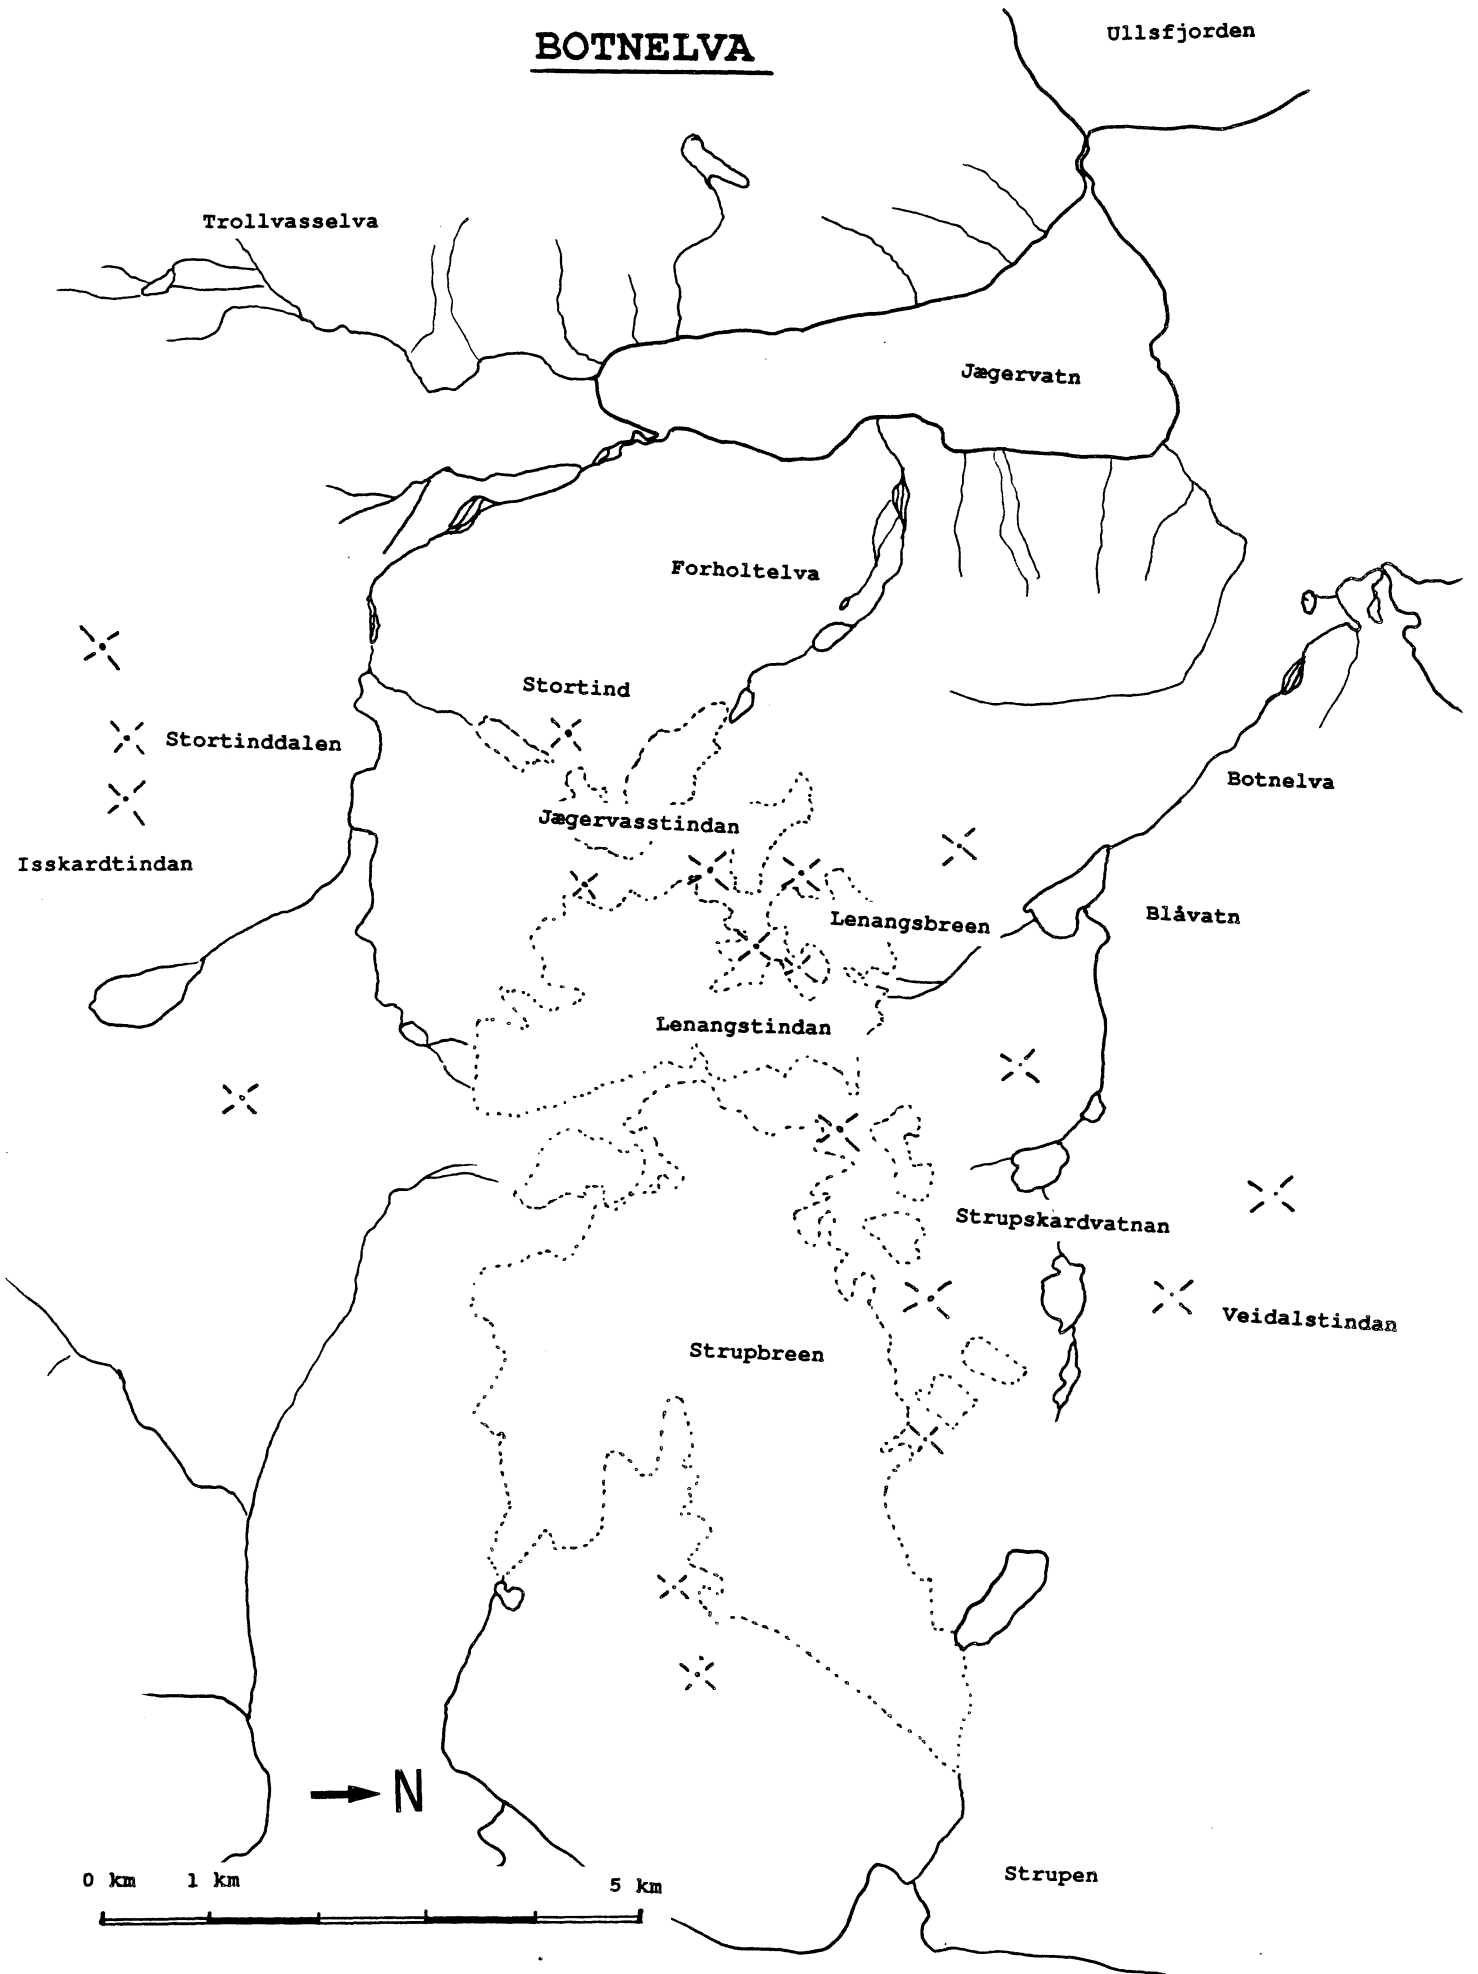 BOTNELVA
Ullsfjorden
Trollvasselva
Jægervatn
Forholtelva
Stortind
Stortinddalen
Botnelva
Jægervasstindan
Isskardtindan
Lenangsbreen
Blåvatn
Lenangstindan
Strupskardvatnan
Veidalstindan
Strupbreen
N
Strupen
0 km 1 km 5 km